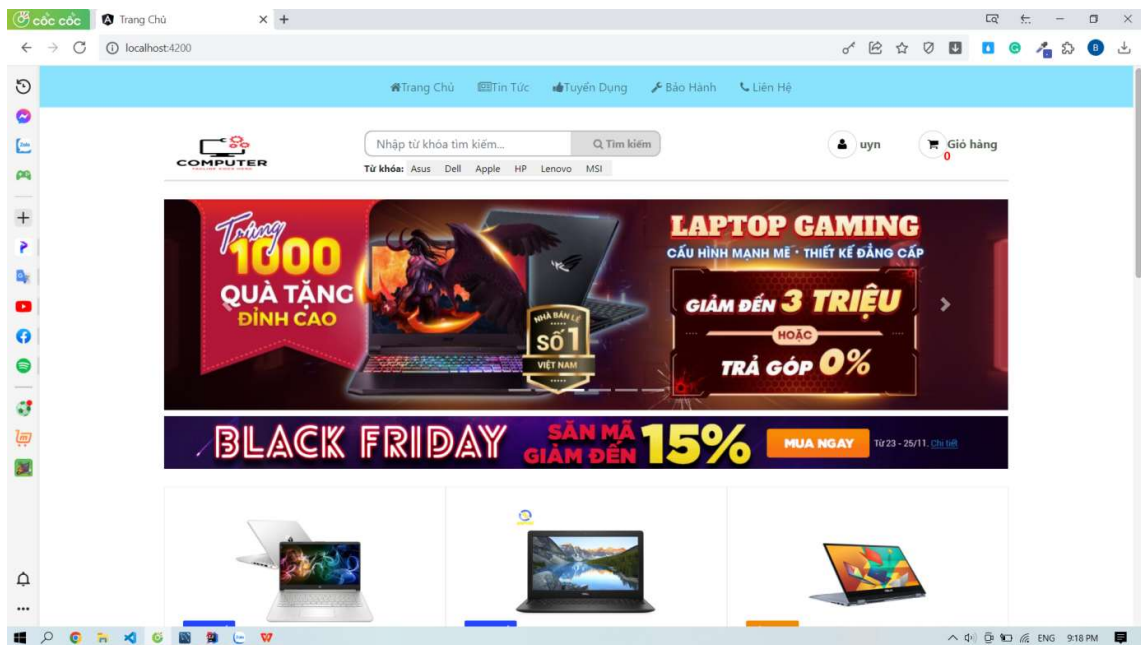 cốc cốc
Trang Chủ
localhost:4200
Trang Chủ Tin Tức Tuyển Dụng Bảo Hành Liên Hệ
COMPUTER
Nhập từ khóa tìm kiếm... Tìm kiếm
uyn
Giỏ hàng
0
Từ khóa: Asus Dell Apple HP Lenovo MSI
Trúng
1000
QUÀ TẶNG
ĐỈNH CAO
NHÀ BÁN LẺ
SỐ 1
VIỆT NAM
LAPTOP GAMING
CẤU HÌNH MẠNH MẼ • THIẾT KẾ ĐẲNG CẤP
GIẢM ĐẾN 3 TRIỆU
HOẶC
TRẢ GÓP 0%
BLACK FRIDAY
SĂN MÃ
GIẢM ĐẾN 15%
MUA NGAY
Từ 23 - 25/11. Chi tiết
ENG 9:18 PM